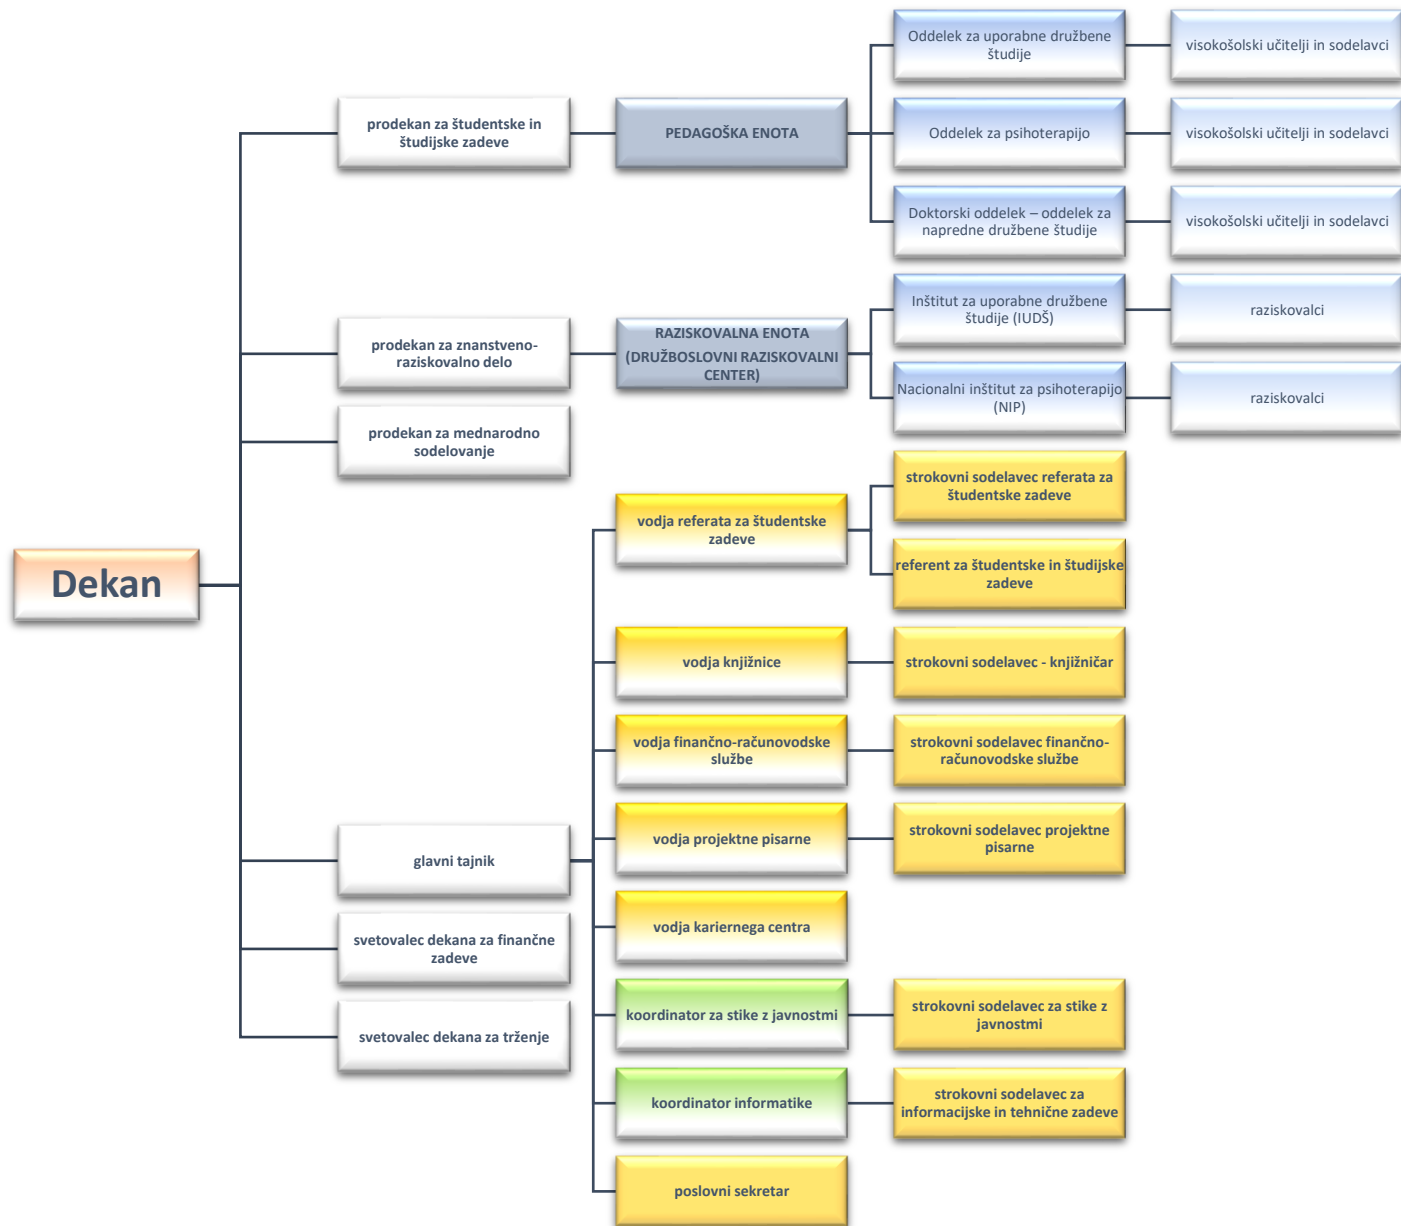 Dekan
prodekan za študentske in
študijske zadeve
PEDAGOŠKA ENOTA
Oddelek za uporabne družbene
študije
visokošolski učitelji in sodelavci
Oddelek za psihoterapijo
visokošolski učitelji in sodelavci
Doktorski oddelek – oddelek za
napredne družbene študije
visokošolski učitelji in sodelavci
prodekan za znanstveno-
raziskovalno delo
RAZISKOVALNA ENOTA
(DRUŽBOSLOVNI RAZISKOVALNI
CENTER)
Inštitut za uporabne družbene
študije (IUDŠ)
raziskovalci
Nacionalni inštitut za psihoterapijo
(NIP)
raziskovalci
prodekan za mednarodno
sodelovanje
glavni tajnik
vodja referata za študentske
zadeve
strokovni sodelavec referata za
študentske zadeve
referent za študentske in študijske
zadeve
vodja knjižnice
strokovni sodelavec - knjižničar
vodja finančno-računovodske
službe
strokovni sodelavec finančno-
računovodske službe
vodja projektne pisarne
strokovni sodelavec projektne
pisarne
vodja kariernega centra
koordinator za stike z javnostmi
strokovni sodelavec za stike z
javnostmi
koordinator informatike
strokovni sodelavec za
informacijske in tehnične zadeve
poslovni sekretar
svetovalec dekana za finančne
zadeve
svetovalec dekana za trženje